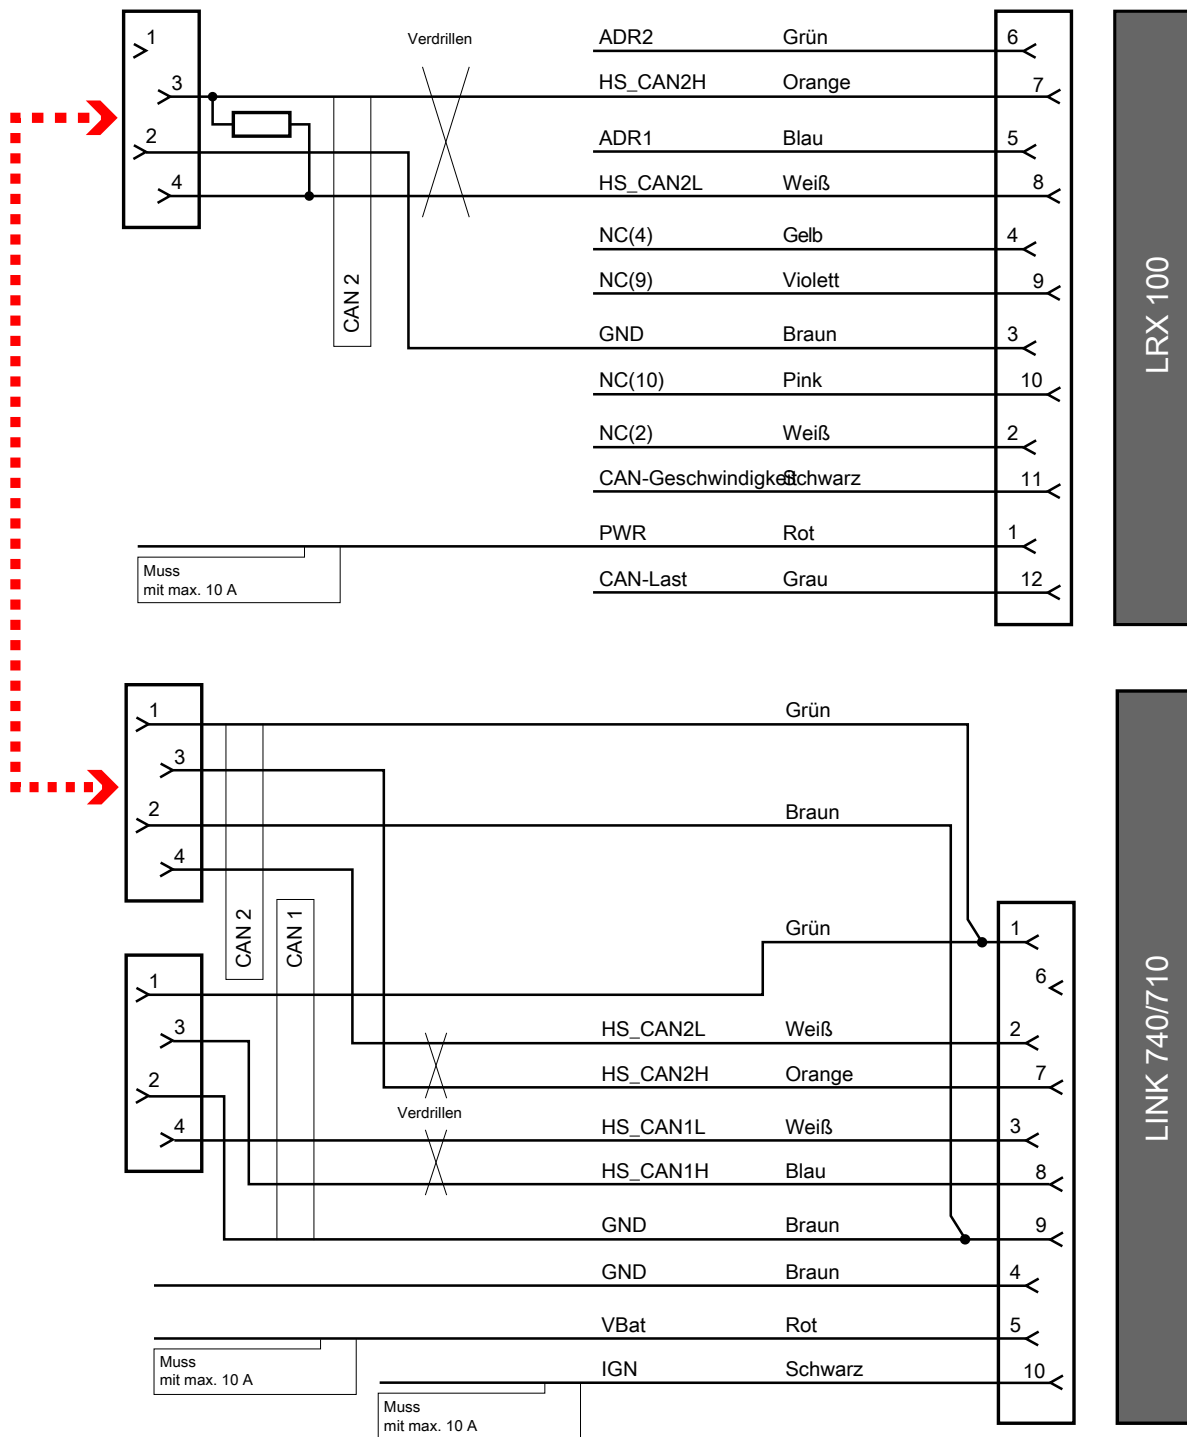 1
Verdrillen
ADR2 Grün 6
3
HS_CAN2H Orange 7
2
ADR1 Blau 5
4
HS_CAN2L Weiß 8
NC(4) Gelb 4
NC(9) Violett 9
CAN 2
GND Braun 3
NC(10) Pink 10
NC(2) Weiß 2
CAN-Geschwindigkeit Schwarz 11
PWR Rot 1
Muss
mit max. 10 A
CAN-Last Grau 12
LRX 100
1 Grün
3
2 Braun
4
CAN 2
CAN 1
Grün 1
1
6
3
HS_CAN2L Weiß 2
2
HS_CAN2H Orange 7
Verdrillen
4
HS_CAN1L Weiß 3
HS_CAN1H Blau 8
GND Braun 9
GND Braun 4
VBat Rot 5
Muss
mit max. 10 A
IGN Schwarz 10
Muss
mit max. 10 A
LINK 740/710